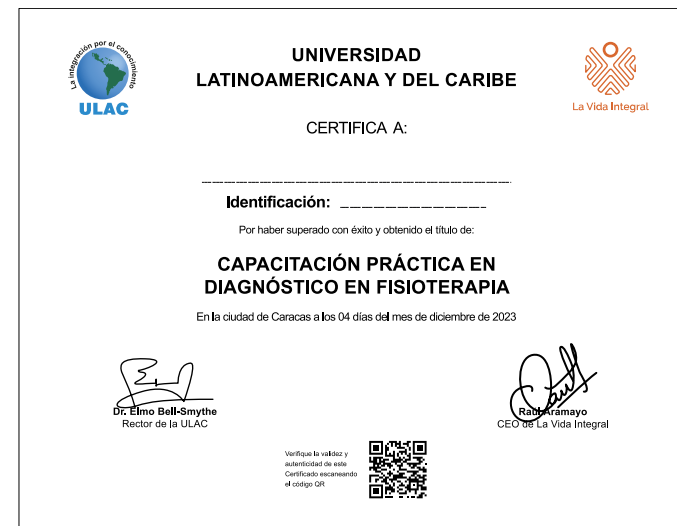 La integración por el conocimiento
ULAC
UNIVERSIDAD
LATINOAMERICANA Y DEL CARIBE
La Vida Integral
CERTIFICA A:
Identificación:
Por haber superado con éxito y obtenido el título de:
CAPACITACIÓN PRÁCTICA EN
DIAGNÓSTICO EN FISIOTERAPIA
En la ciudad de Caracas a los 04 días del mes de diciembre de 2023
Dr. Elmo Bell-Smythe
Rector de la ULAC
Raul Aramayo
CEO de La Vida Integral
Verifique la validez y
autenticidad de este
Certificado escaneando
el código QR